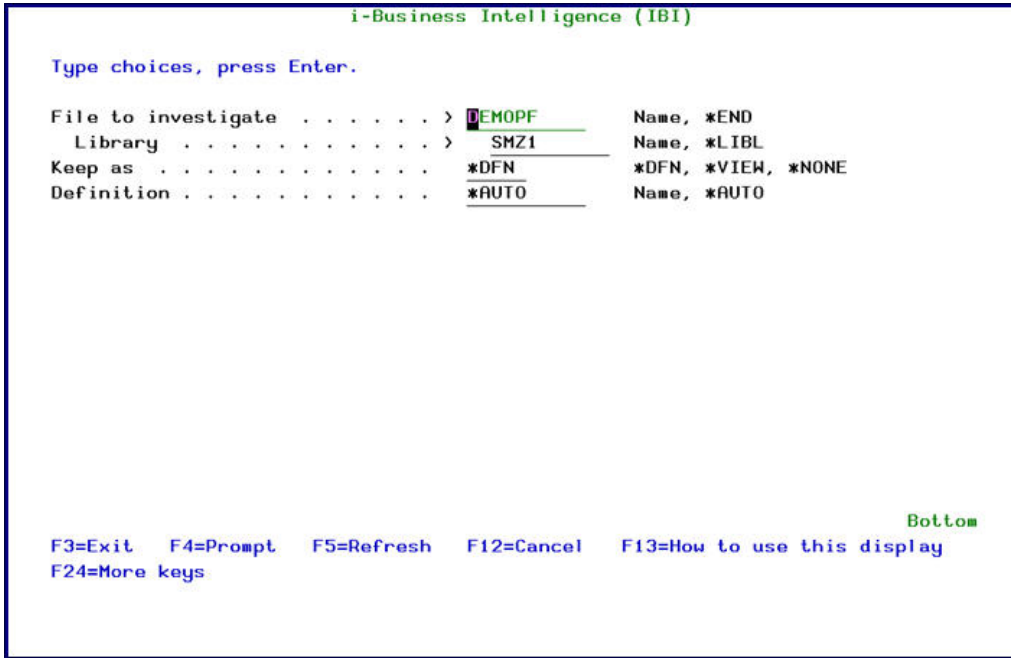 i-Business Intelligence (IBI)
Type choices, press Enter.
File to investigate . . . . . . > DEMOPF Name, *END
Library . . . . . . . . . . . > SMZ1 Name, *LIBL
Keep as . . . . . . . . . . . . *DFN *DFN, *VIEW, *NONE
Definition . . . . . . . . . . . *AUTO Name, *AUTO
Bottom
F3=Exit F4=Prompt F5=Refresh F12=Cancel F13=How to use this display
F24=More keys